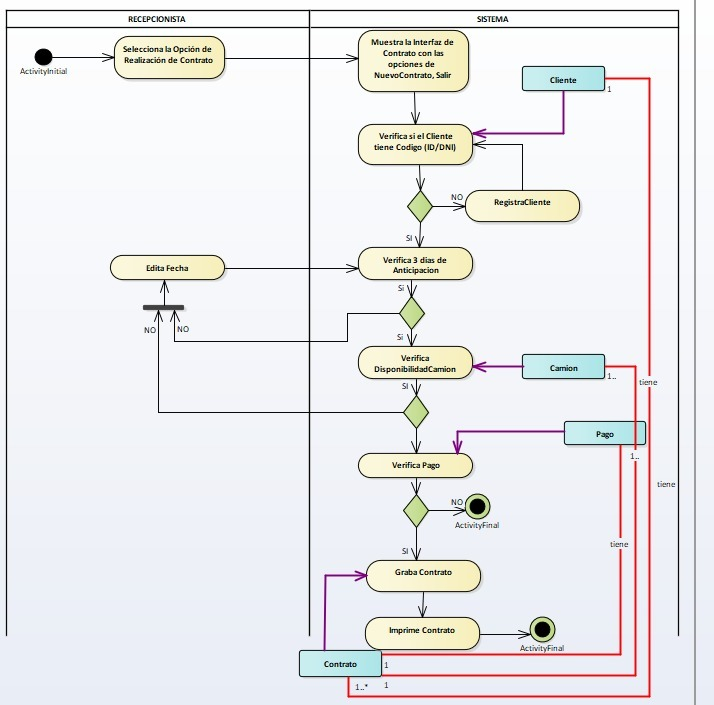 RECEPCIONISTA
SISTEMA
ActivityInitial
Selecciona la Opción de
Realización de Contrato
Muestra la Interfaz de
Contrato con las
opciones de
NuevoContrato, Salir
Cliente
1
Verifica si el Cliente
tiene Codigo (ID/DNI)
NO
RegistraCliente
SI
Edita Fecha
Verifica 3 dias de
Anticipacion
Si
NO
NO
Si
Verifica
DisponibilidadCamion
Camion
1..
tiene
SI
Pago
1..
Verifica Pago
tiene
NO
ActivityFinal
tiene
SI
Graba Contrato
Imprime Contrato
ActivityFinal
Contrato
1
1..*
1